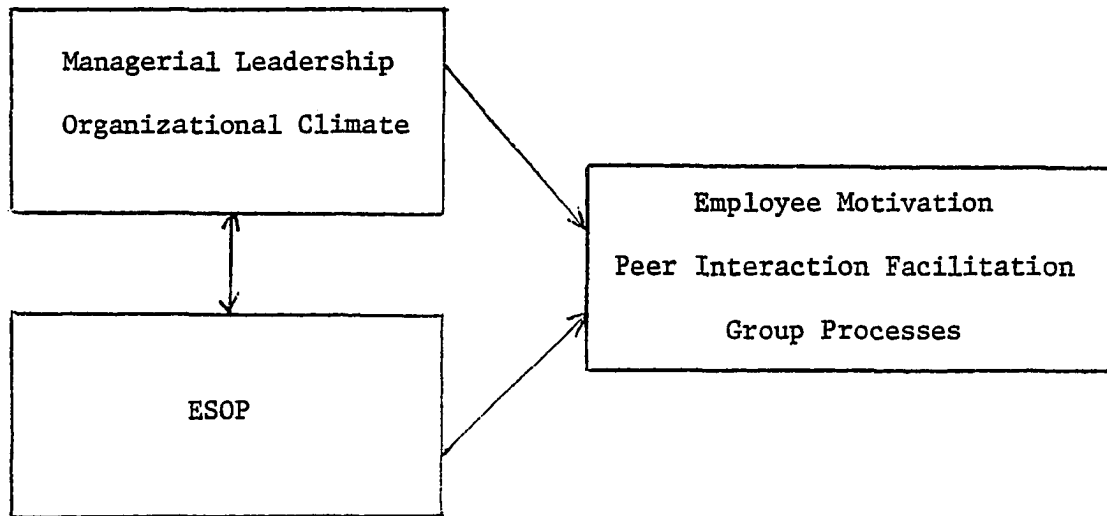 Managerial Leadership
Organizational Climate
Employee Motivation
Peer Interaction Facilitation
Group Processes
ESOP